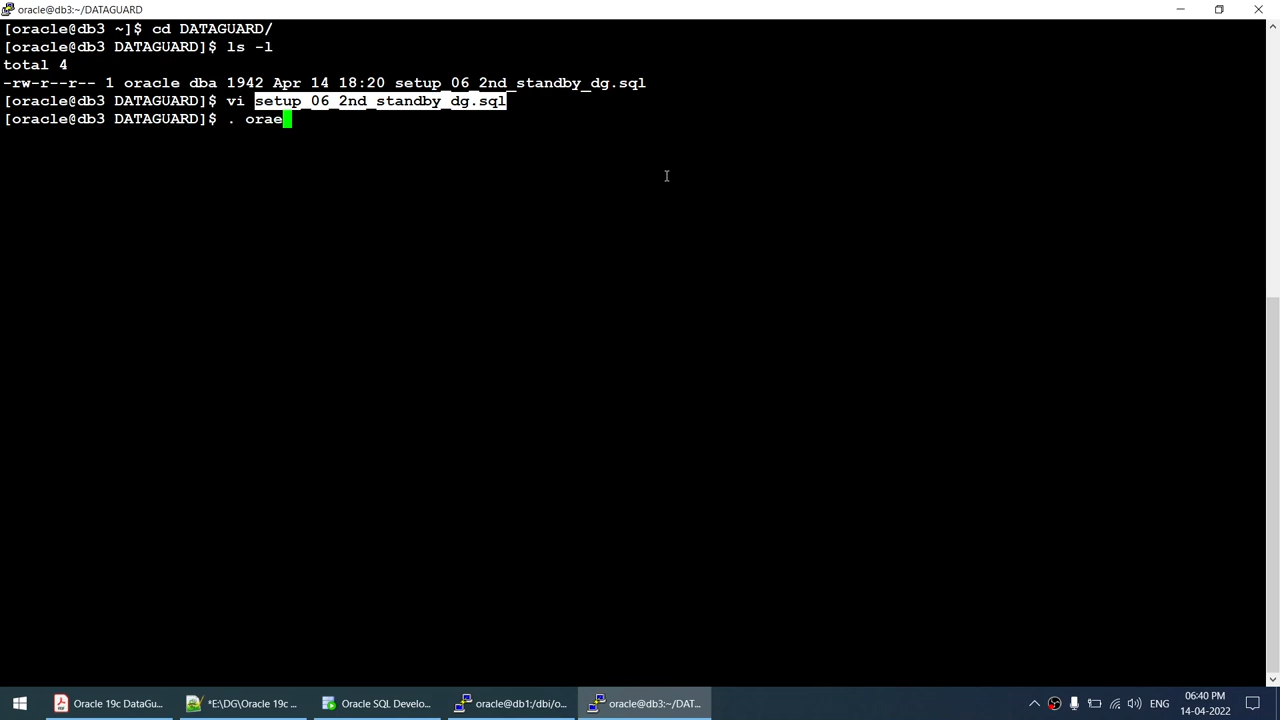 oracle@db3:~/DATAGUARD
[oracle@db3 ~]$ cd DATAGUARD/
[oracle@db3 DATAGUARD]$ ls -l
total 4
-rw-r--r-- 1 oracle dba 1942 Apr 14 18:20 setup_06_2nd_standby_dg.sql
[oracle@db3 DATAGUARD]$ vi setup_06_2nd_standby_dg.sql
[oracle@db3 DATAGUARD]$ . orae
Oracle 19c DataGu...
*E:\DG\Oracle 19c ...
Oracle SQL Develo...
oracle@db1:/dbi/o...
oracle@db3:~/DAT...
ENG
06:40 PM
14-04-2022